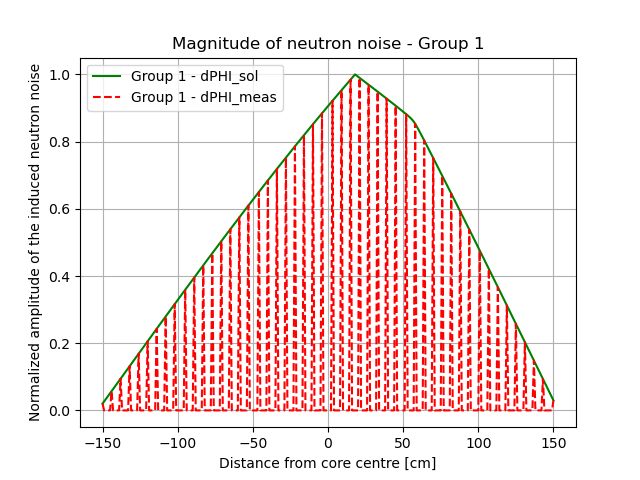 Magnitude of neutron noise - Group 1
Group 1 - dPHI_sol
Group 1 - dPHI_meas
Normalized amplitude of the induced neutron noise
1.0
0.8
0.6
0.4
0.2
0.0
−150
−100
−50
0
50
100
150
Distance from core centre [cm]